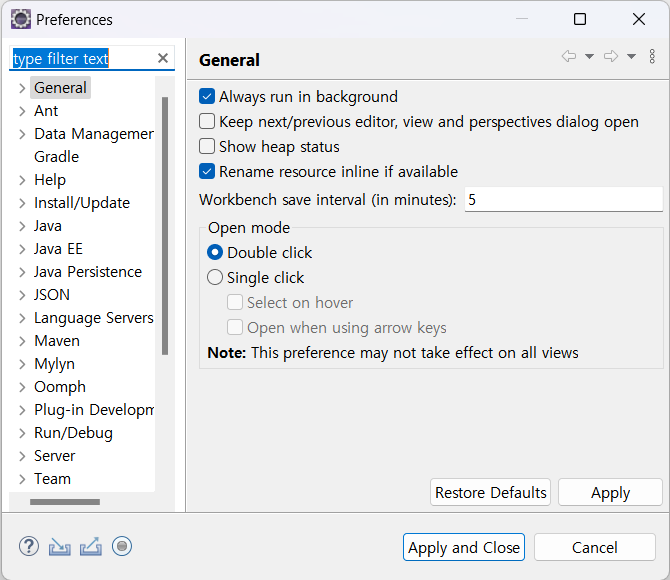 Preferences
type filter text
General
Ant
Data Managemen
Gradle
Help
Install/Update
Java
Java EE
Java Persistence
JSON
Language Servers
Maven
Mylyn
Oomph
Plug-in Developm
Run/Debug
Server
Team
General
Always run in background
Keep next/previous editor, view and perspectives dialog open
Show heap status
Rename resource inline if available
Workbench save interval (in minutes): 5
Open mode
Double click
Single click
Select on hover
Open when using arrow keys
Note: This preference may not take effect on all views
Restore Defaults Apply
Apply and Close Cancel